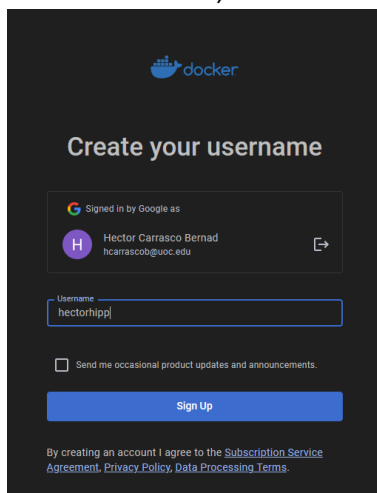 docker
Create your username
Signed in by Google as
H
Hector Carrasco Bernad
hcarrascob@uoc.edu
Username
hectorhipp
Send me occasional product updates and announcements.
Sign Up
By creating an account I agree to the Subscription Service
Agreement, Privacy Policy, Data Processing Terms.